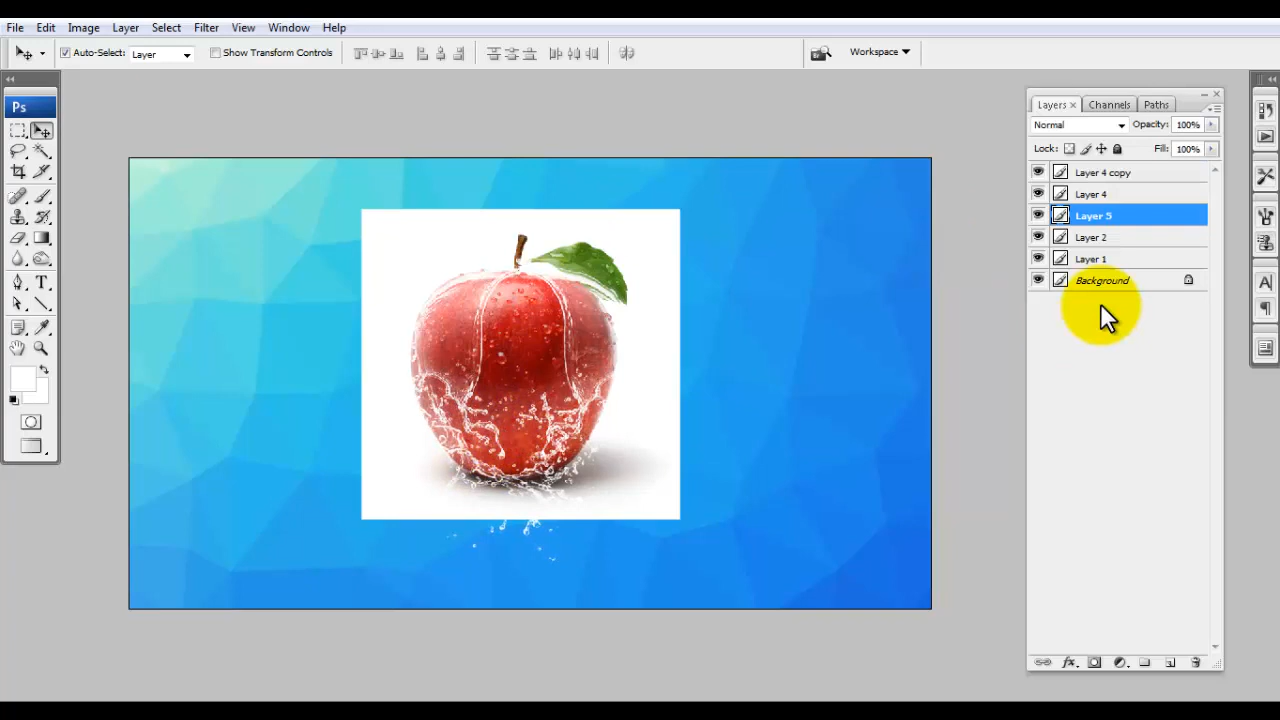 File Edit Image Layer Select Filter View Window Help
Auto-Select: Layer Show Transform Controls Workspace
Ps
Layers Channels Paths
Normal Opacity: 100%
Lock: Fill: 100%
Layer 4 copy
Layer 4
Layer 5
Layer 2
Layer 1
Background